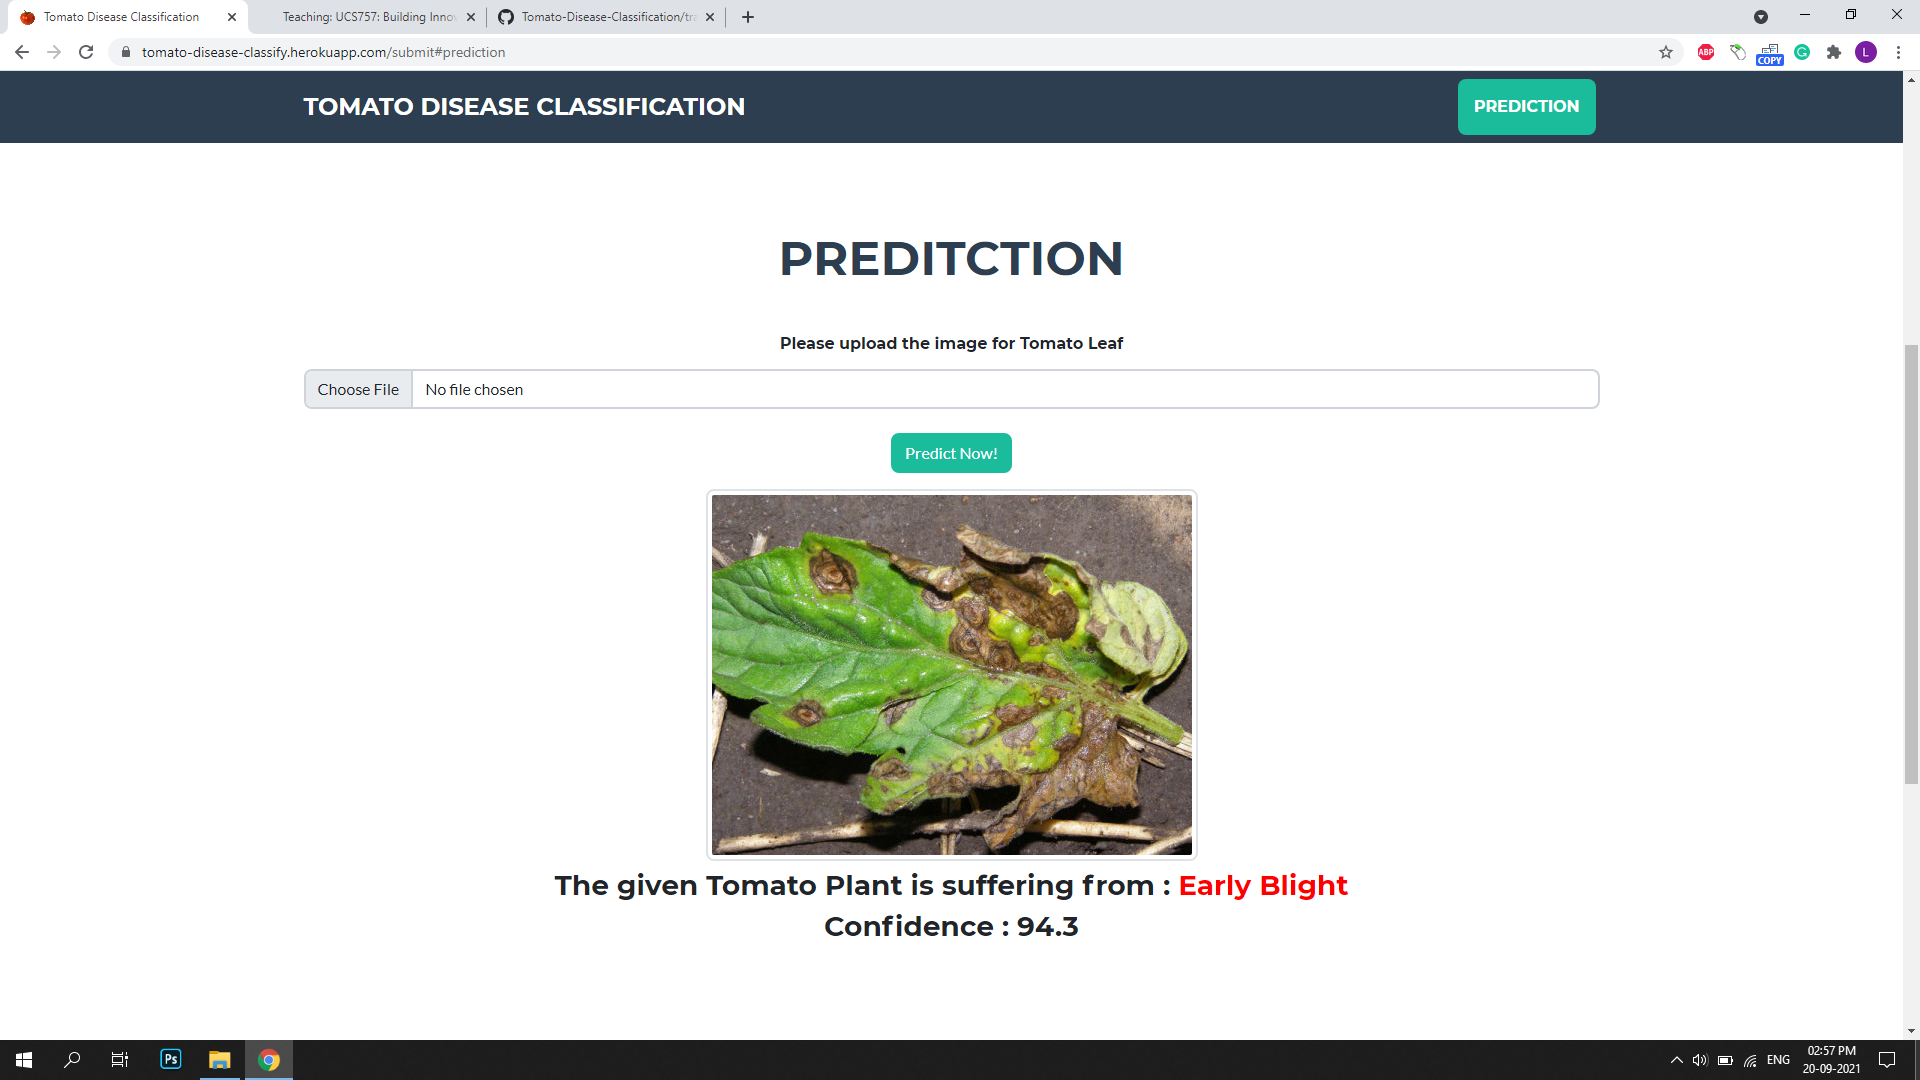 Tomato Disease Classification
Teaching: UCS757: Building Innov
Tomato-Disease-Classification/tra
tomato-disease-classify.herokuapp.com/submit#prediction
ABP
COPY
L
TOMATO DISEASE CLASSIFICATION
PREDICTION
PREDITCTION
Please upload the image for Tomato Leaf
Choose File No file chosen
Predict Now!
The given Tomato Plant is suffering from : Early Blight
Confidence : 94.3
Ps
ENG
02:57 PM
20-09-2021